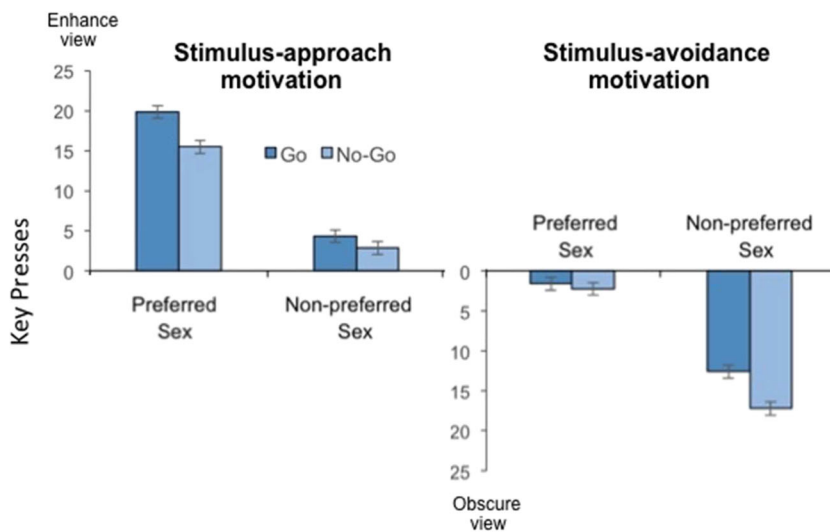 Enhance
view
Stimulus-approach
motivation
Stimulus-avoidance
motivation
Key Presses
25
20
15
10
5
0
Go No-Go
Preferred
Sex
Non-preferred
Sex
Preferred
Sex
Non-preferred
Sex
0
5
10
15
20
25
Obscure
view